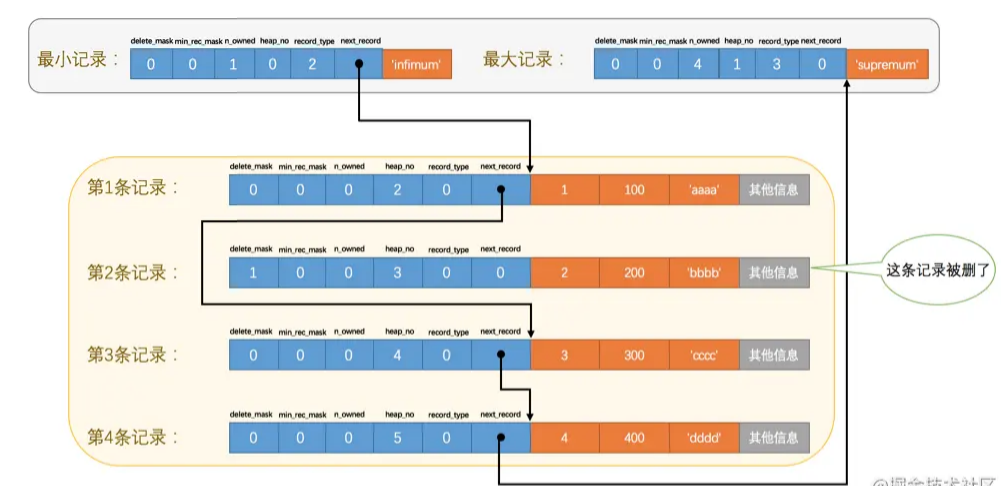 delete_mask min_rec_mask n_owned heap_no record_type next_record
最小记录： 0 0 1 0 2 'infimum'
delete_mask min_rec_mask n_owned heap_no record_type next_record
最大记录： 0 0 4 1 3 0 'supremum'
delete_mask min_rec_mask n_owned heap_no record_type next_record
第1条记录： 0 0 0 2 0 1 100 'aaaa' 其他信息
delete_mask min_rec_mask n_owned heap_no record_type next_record
第2条记录： 1 0 0 3 0 0 2 200 'bbbb' 其他信息
这条记录被删了
delete_mask min_rec_mask n_owned heap_no record_type next_record
第3条记录： 0 0 0 4 0 3 300 'cccc' 其他信息
delete_mask min_rec_mask n_owned heap_no record_type next_record
第4条记录： 0 0 0 5 0 4 400 'dddd' 其他信息